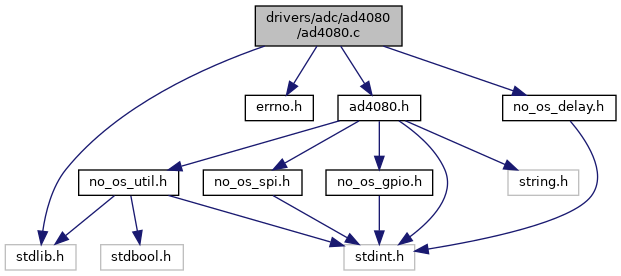 drivers/adc/ad4080
/ad4080.c
errno.h
ad4080.h
no_os_delay.h
no_os_util.h
no_os_spi.h
no_os_gpio.h
string.h
stdlib.h
stdbool.h
stdint.h